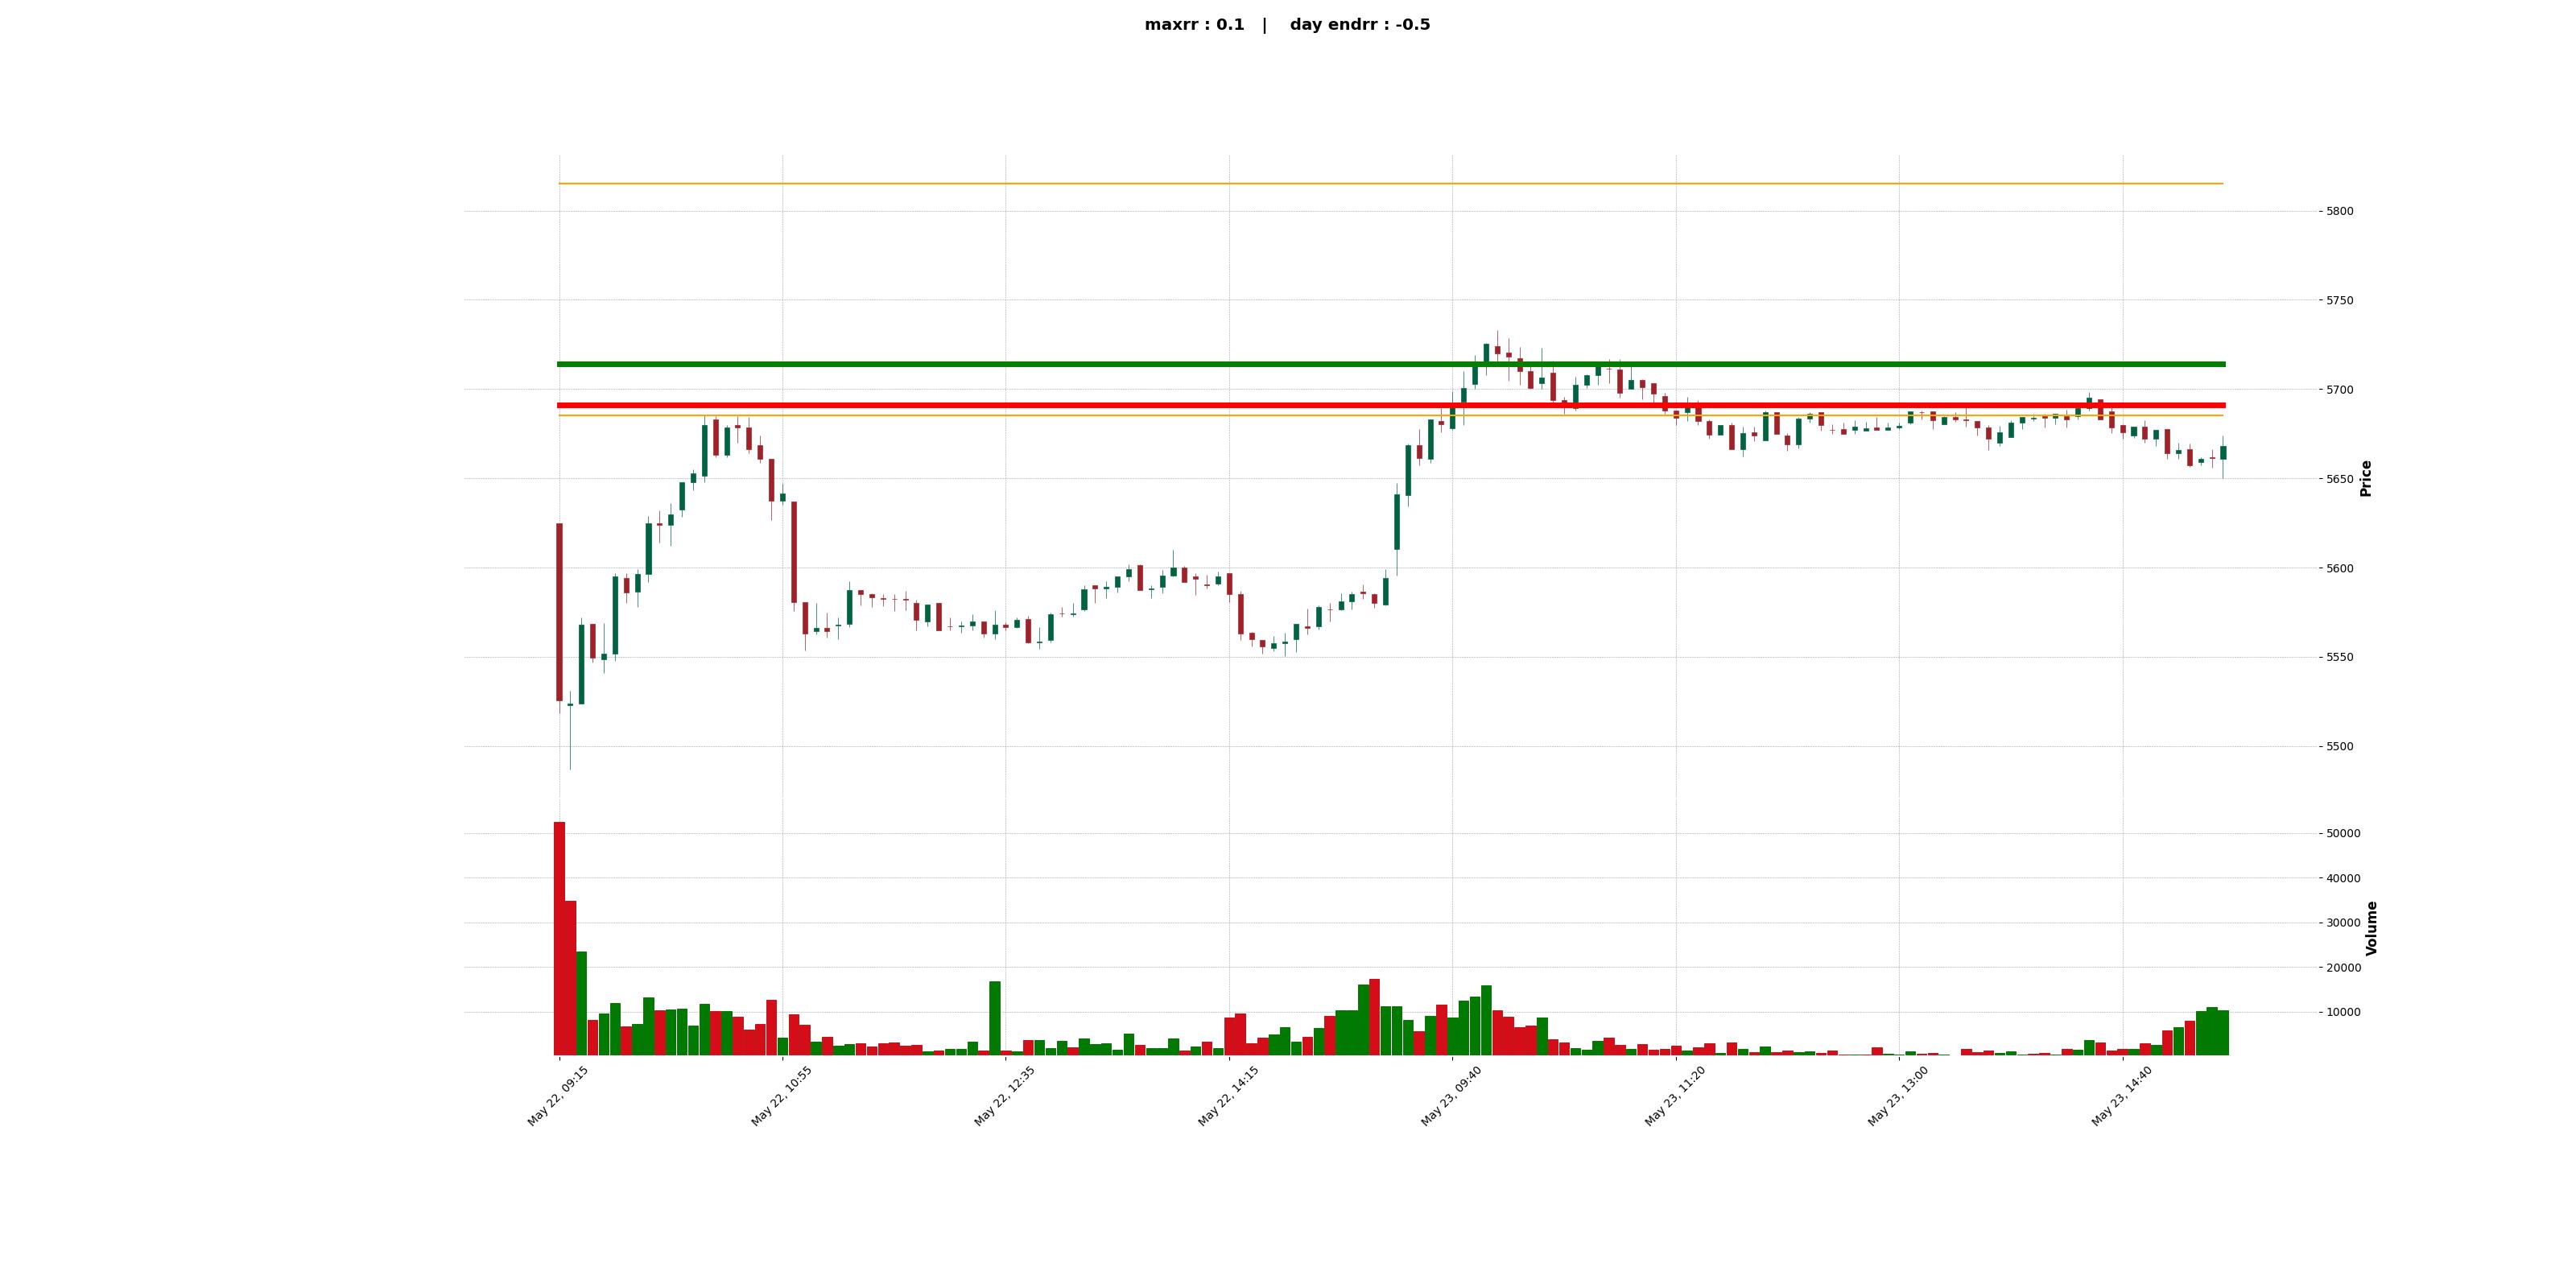 maxrr : 0.1 | day endrr : -0.5
5800
5750
5700
5650
5600
5550
5500
Price
50000
40000
30000
20000
10000
Volume
May 22, 09:15
May 22, 10:55
May 22, 12:35
May 22, 14:15
May 23, 09:40
May 23, 11:20
May 23, 13:00
May 23, 14:40